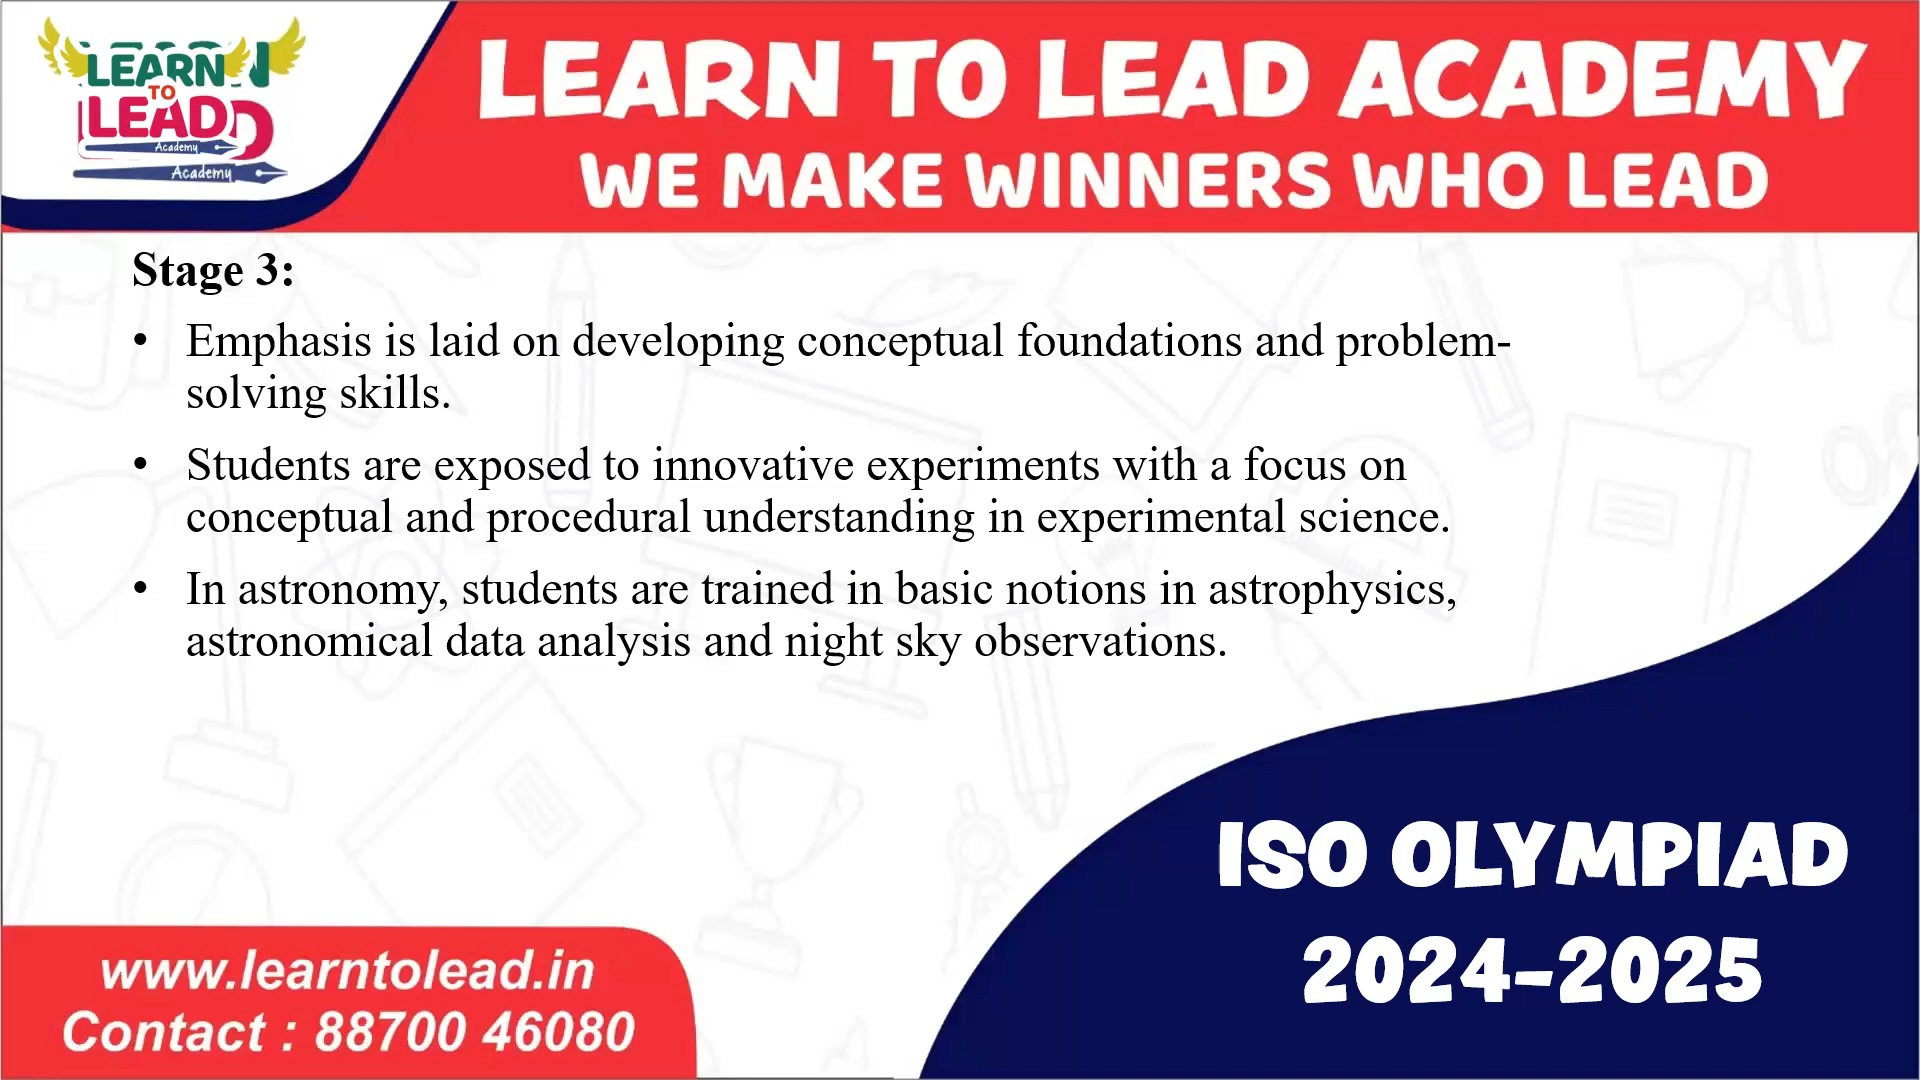 LEARN
TO
LEAD
Academy
Academy
LEARN TO LEAD ACADEMY
WE MAKE WINNERS WHO LEAD
Stage 3:
• Emphasis is laid on developing conceptual foundations and problem-
solving skills.
• Students are exposed to innovative experiments with a focus on
conceptual and procedural understanding in experimental science.
• In astronomy, students are trained in basic notions in astrophysics,
astronomical data analysis and night sky observations.
ISO OLYMPIAD
2024-2025
www.learntolead.in
Contact : 88700 46080